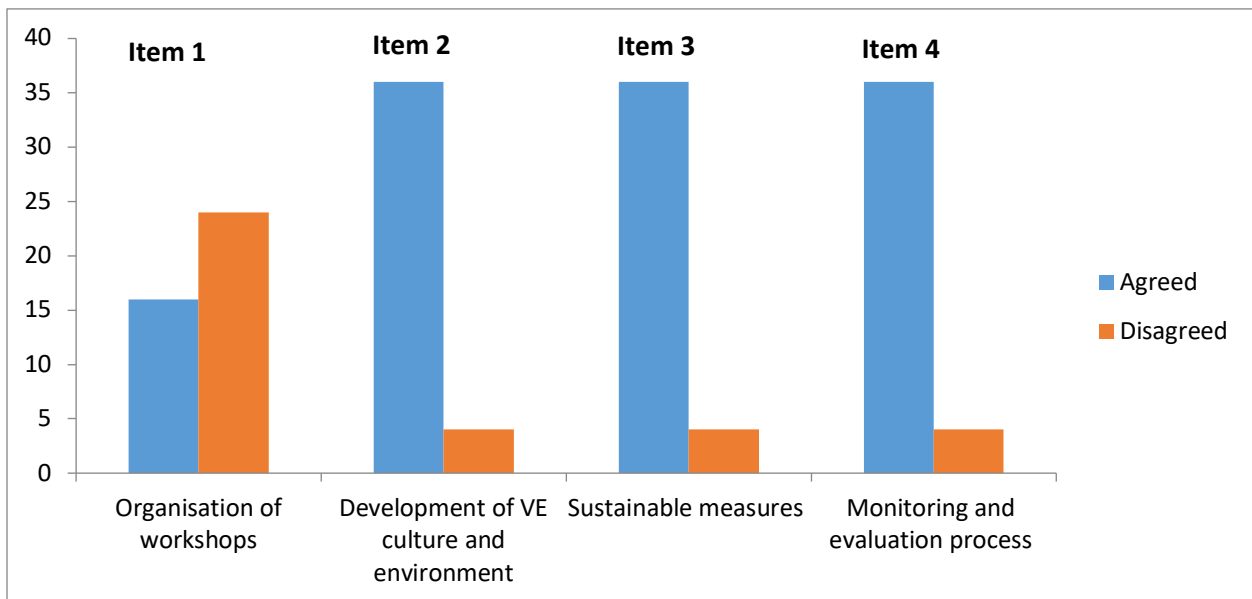 40
35
30
25
20
15
10
5
0
Item 1
Item 2
Item 3
Item 4
Organisation of
workshops
Development of VE
culture and
environment
Sustainable measures
Monitoring and
evaluation process
Agreed
Disagreed